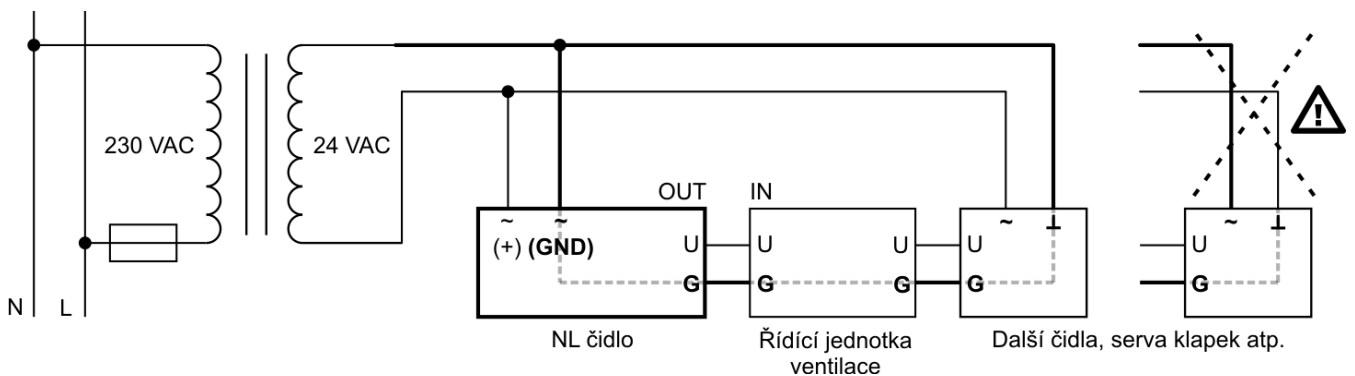 230 VAC
24 VAC
N
L
OUT
IN
~
~
(+) (GND)
U
G
U
G
U
G
~
⊥
U
G
~
⊥
U
G
NL čidlo
Řídící jednotka
ventilace
Další čidla, serva klapek atp.
!